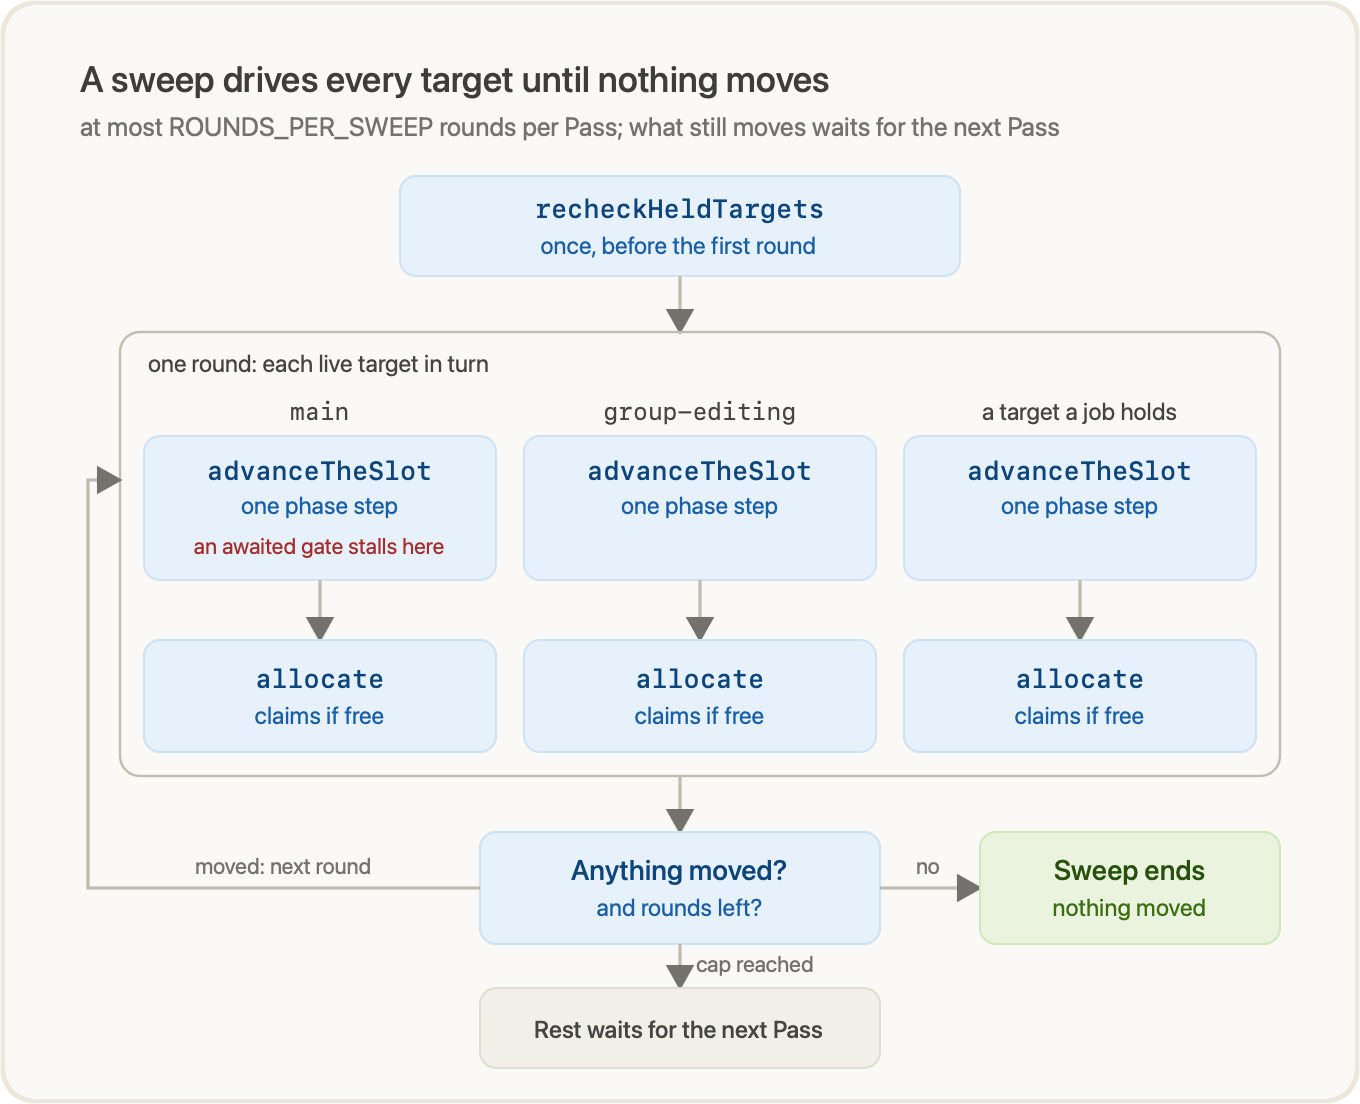 A sweep drives every target until nothing moves
at most ROUNDS_PER_SWEEP rounds per Pass; what still moves waits for the next Pass
recheckHeldTargets
once, before the first round
one round: each live target in turn
main
group-editing
a target a job holds
advanceTheSlot
one phase step
an awaited gate stalls here
advanceTheSlot
one phase step
advanceTheSlot
one phase step
allocate
claims if free
allocate
claims if free
allocate
claims if free
moved: next round
Anything moved?
and rounds left?
no
Sweep ends
nothing moved
cap reached
Rest waits for the next Pass